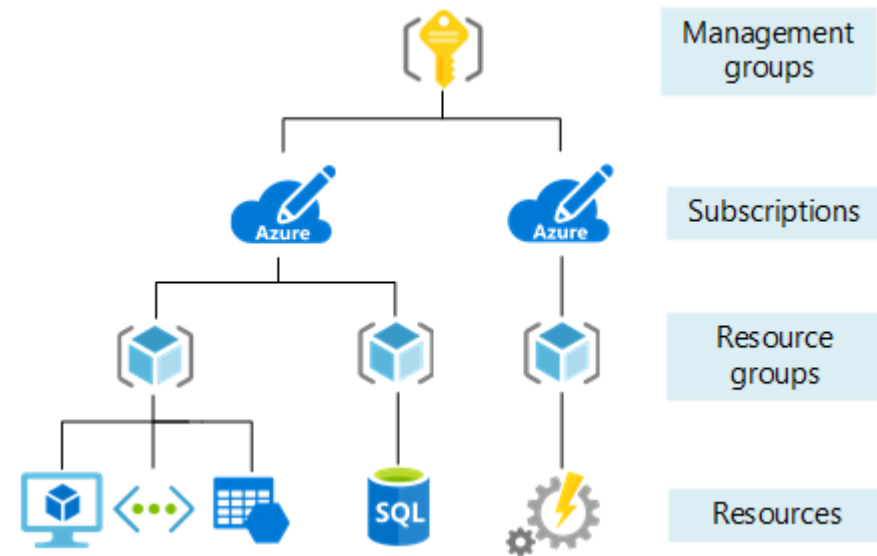 Management
groups
Azure
Azure
Subscriptions
Resource
groups
SQL
Resources